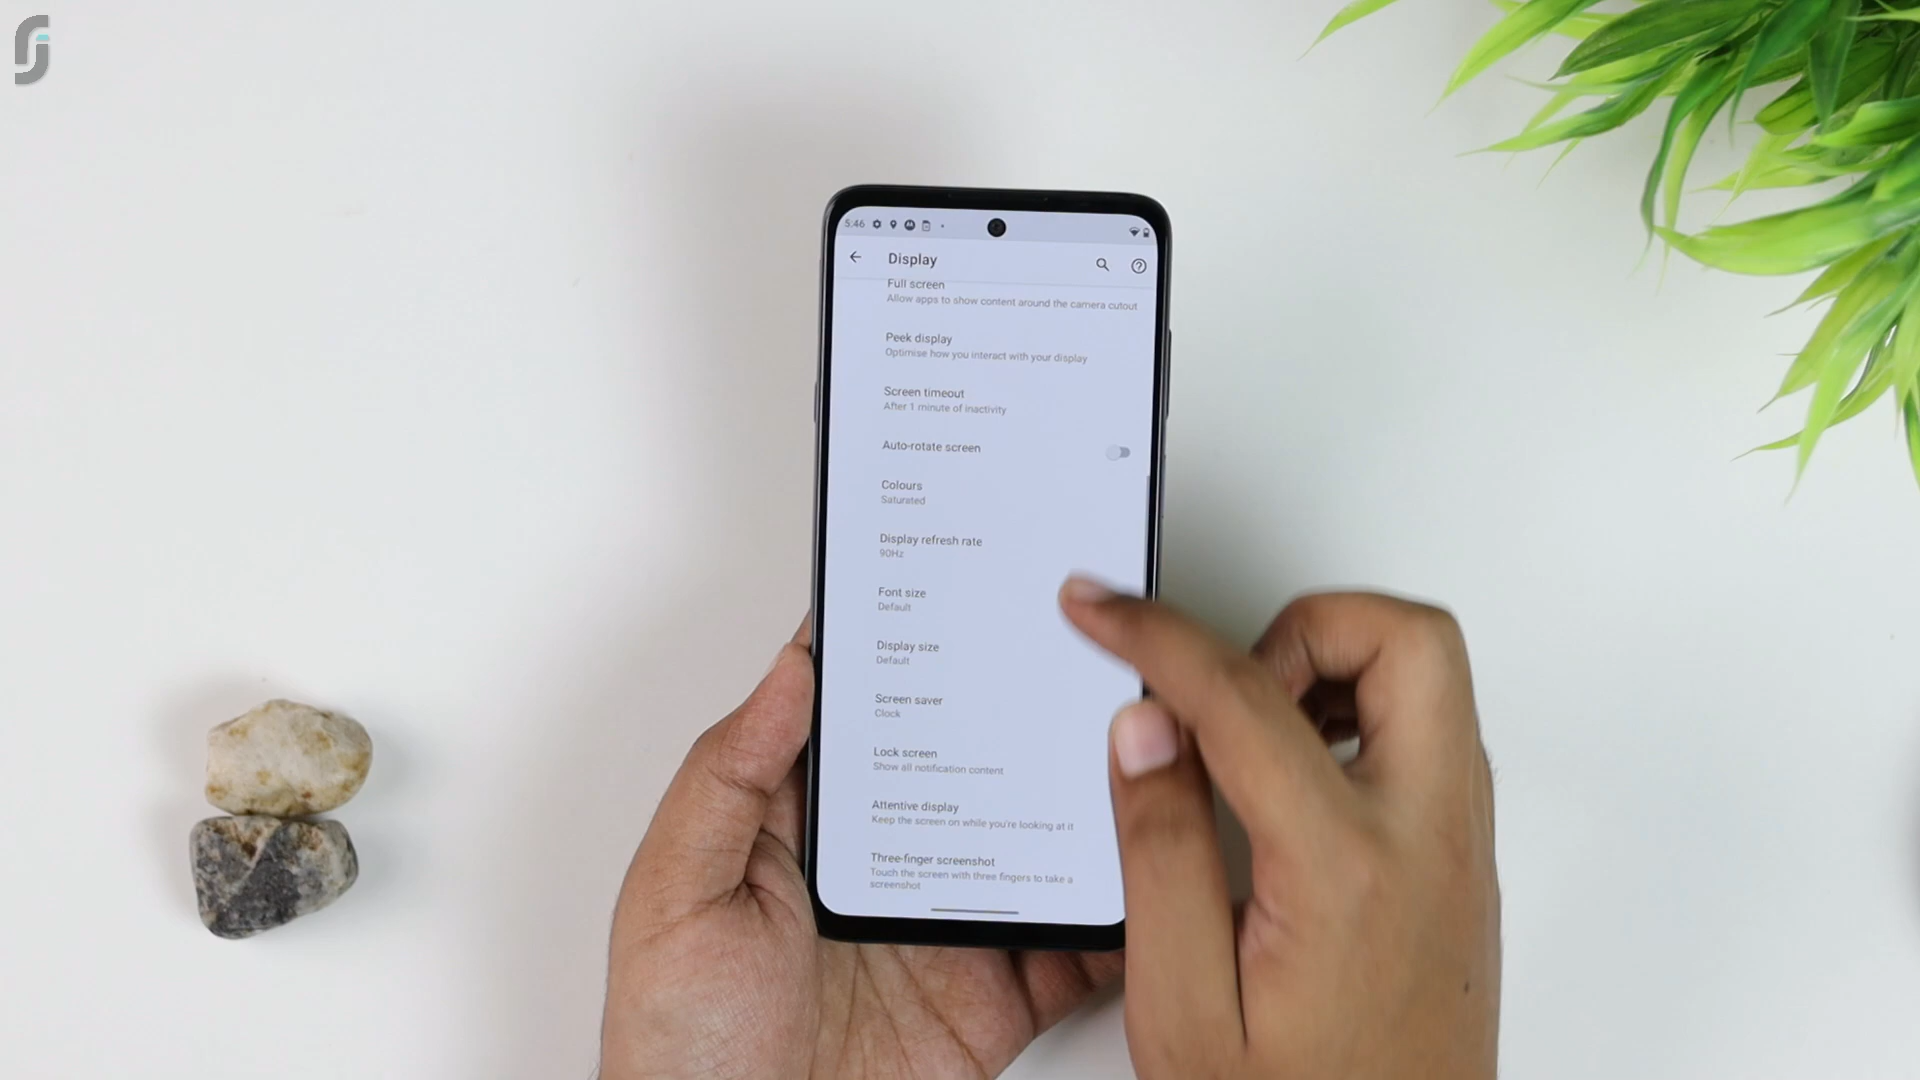 5:46
Display
Full screen
Allow apps to show content around the camera cutout
Peek display
Optimise how you interact with your display
Screen timeout
After 1 minute of inactivity
Auto-rotate screen
Colours
Saturated
Display refresh rate
90Hz
Font size
Default
Display size
Default
Screen saver
Clock
Lock screen
Show all notification content
Attentive display
Keep the screen on while you're looking at it
Three-finger screenshot
Touch the screen with three fingers to take a
screenshot